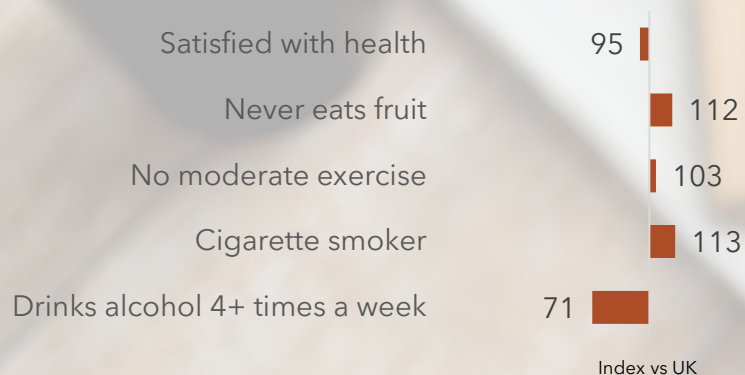 Satisfied with health 95
Never eats fruit 112
No moderate exercise 103
Cigarette smoker 113
Drinks alcohol 4+ times a week 71
Index vs UK